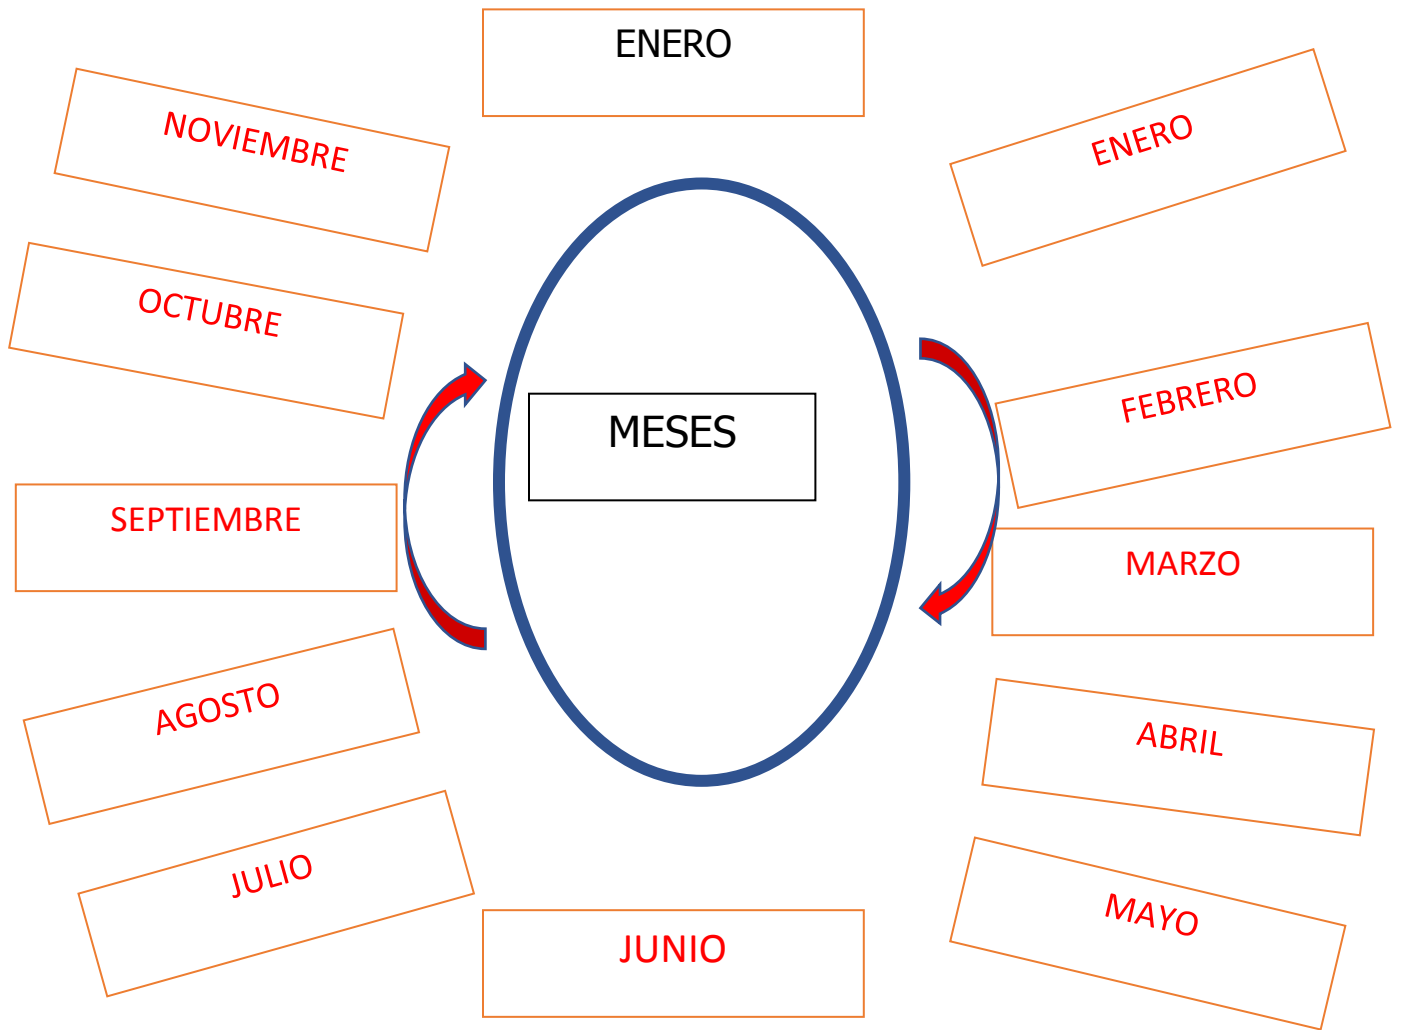 ENERO
ENERO
FEBRERO
MARZO
ABRIL
MAYO
JUNIO
JULIO
AGOSTO
SEPTIEMBRE
OCTUBRE
NOVIEMBRE
MESES